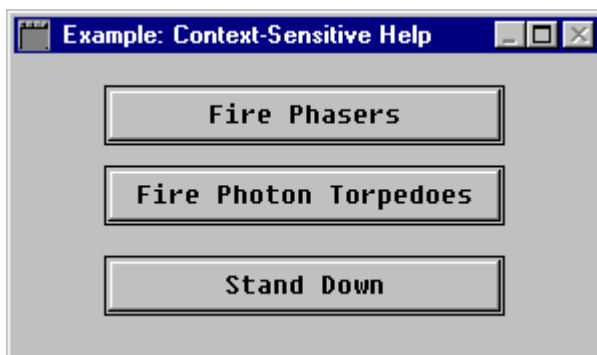 Example: Context-Sensitive Help
Fire Phasers
Fire Photon Torpedoes
Stand Down